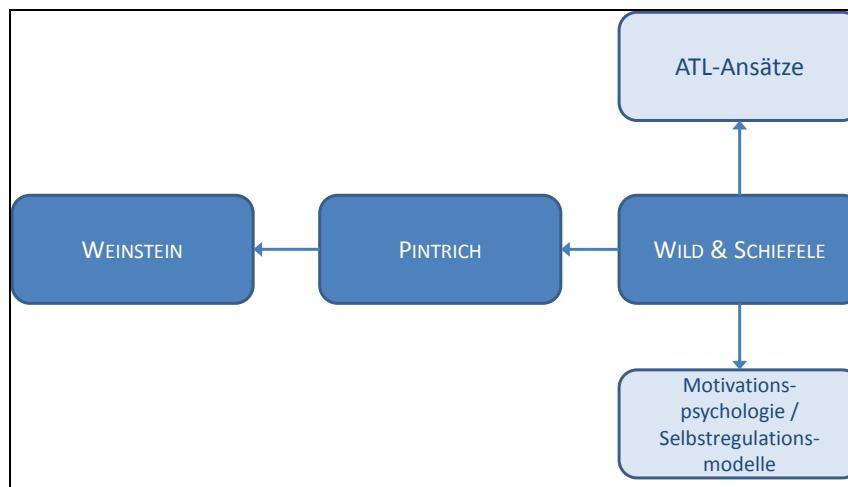 ATL-Ansätze
WEINSTEIN
PINTRICH
WILD & SCHIEFELE
Motivations-
psychologie /
Selbstregulations-
modelle